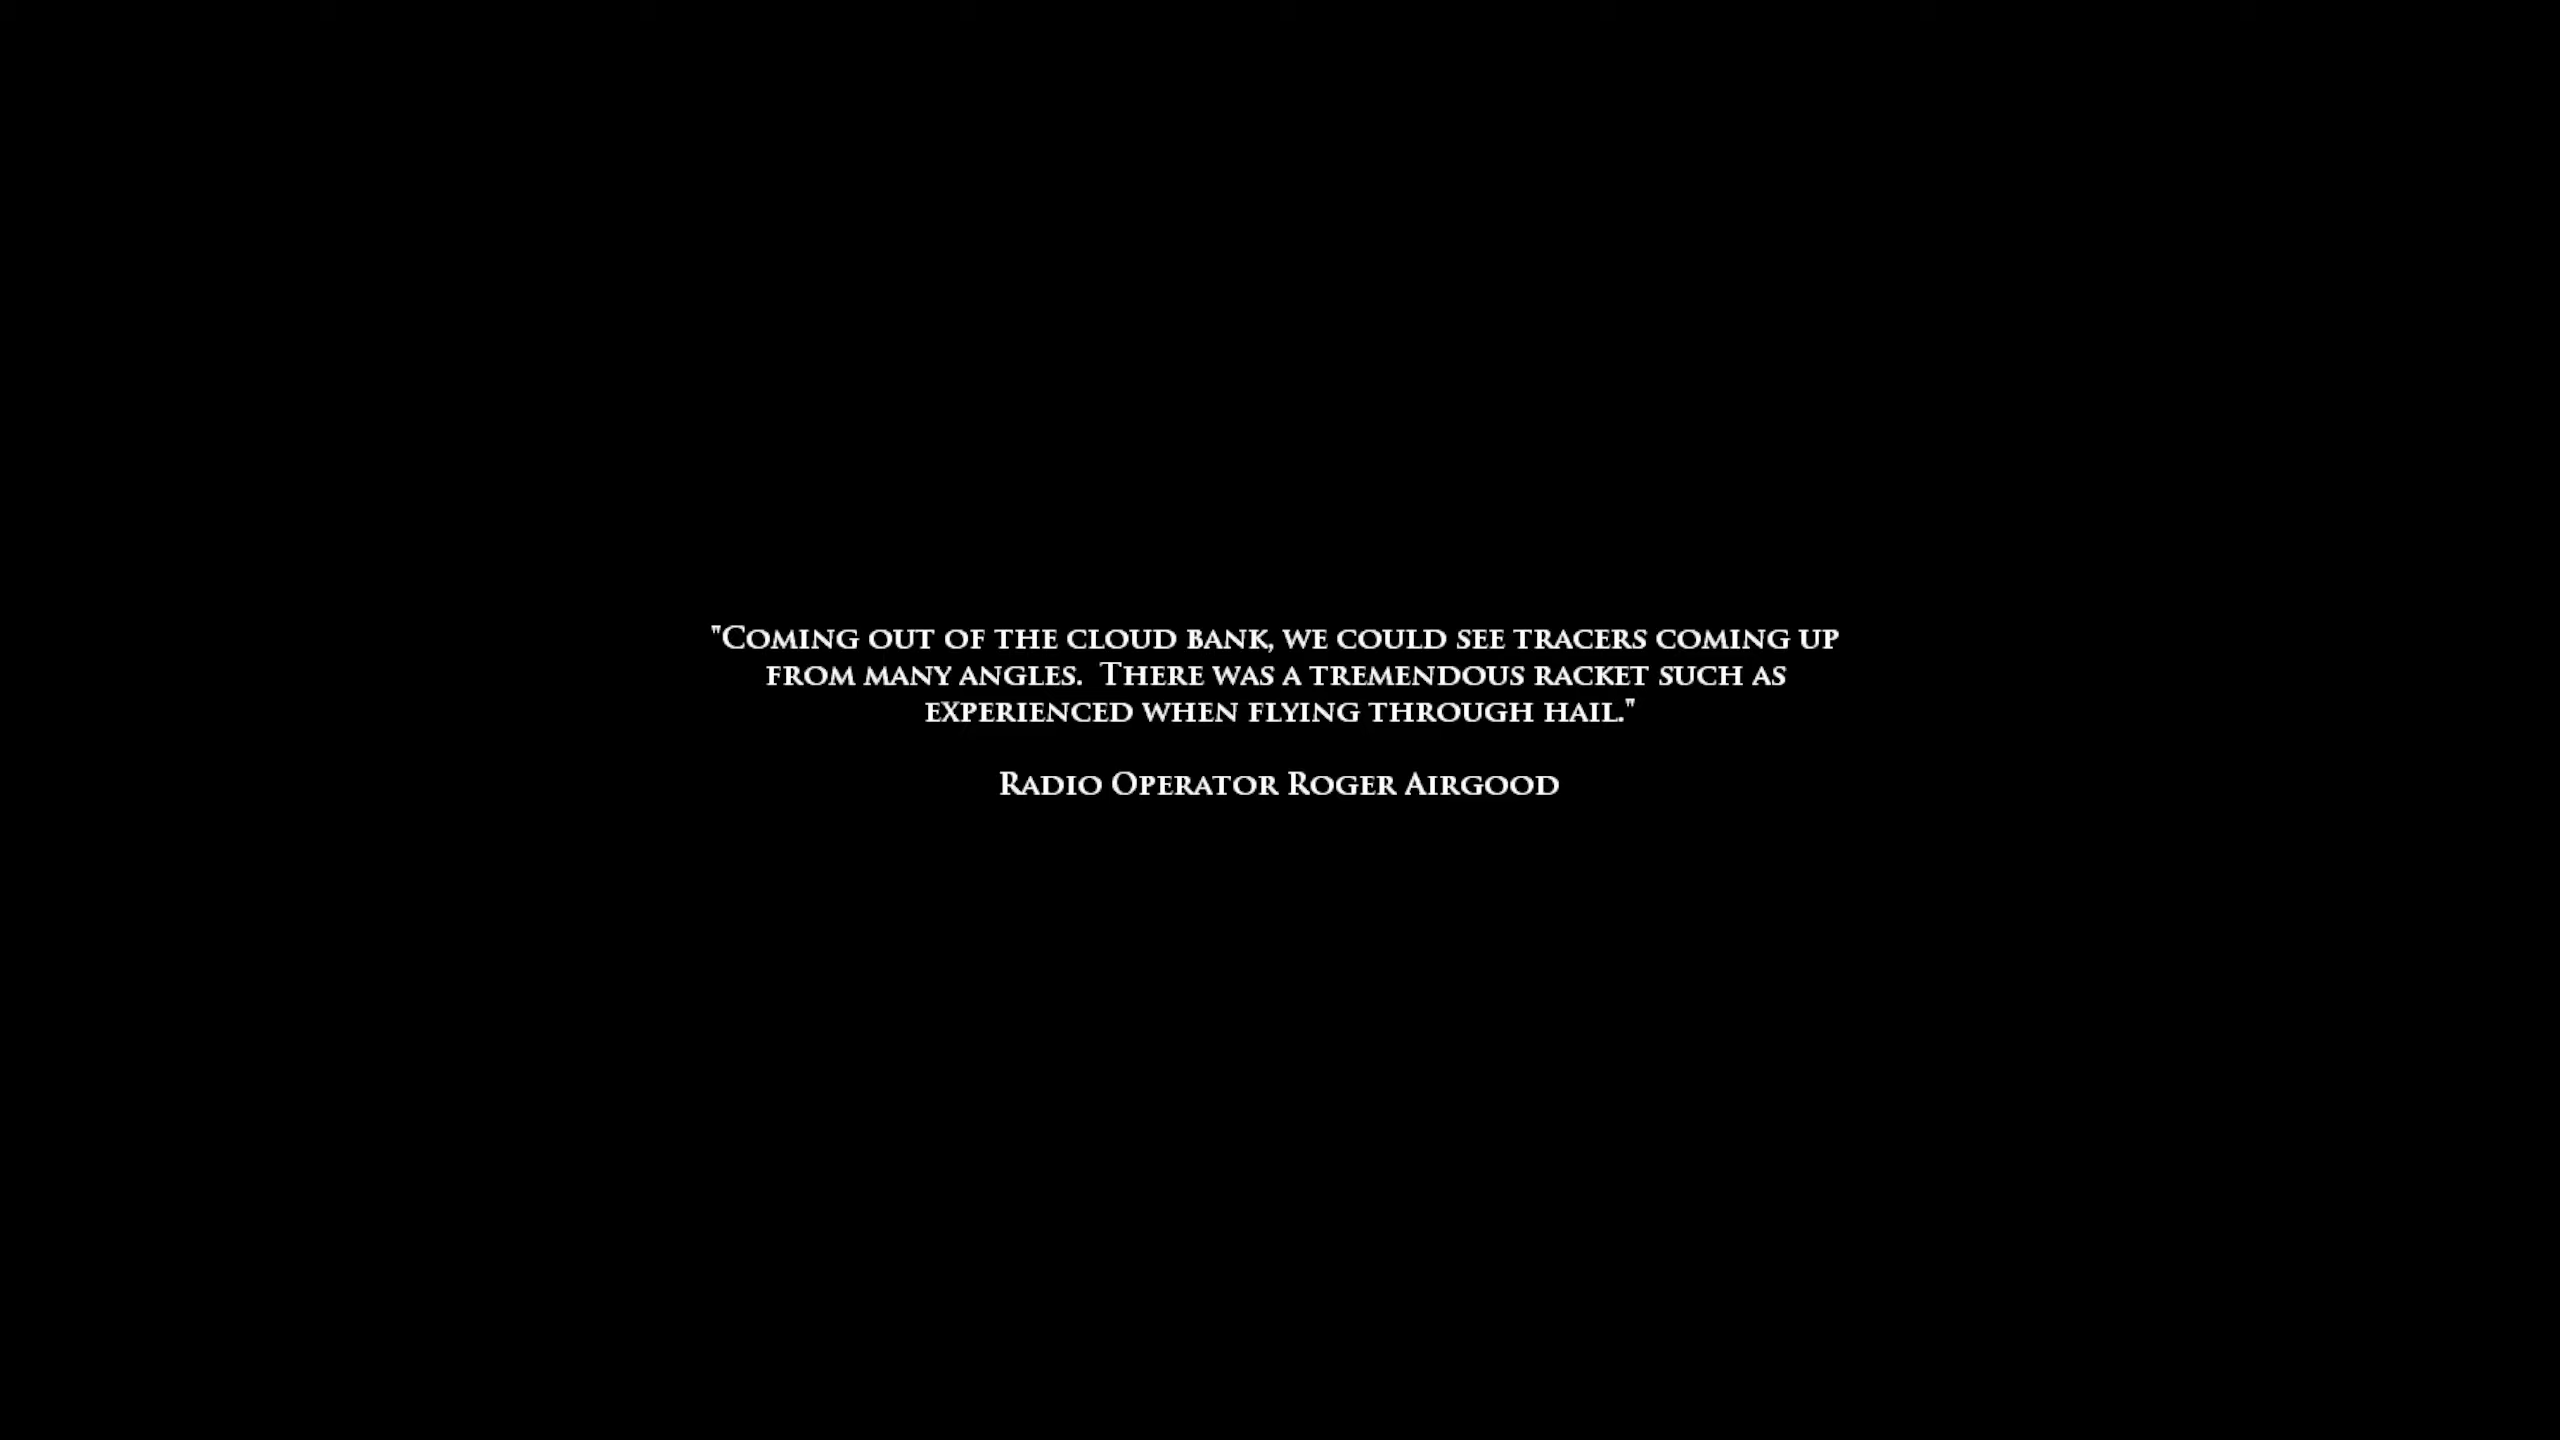 "Coming out of the cloud bank, we could see tracers coming up
from many angles.  There was a tremendous racket such as
experienced when flying through hail."
Radio Operator Roger Airgood